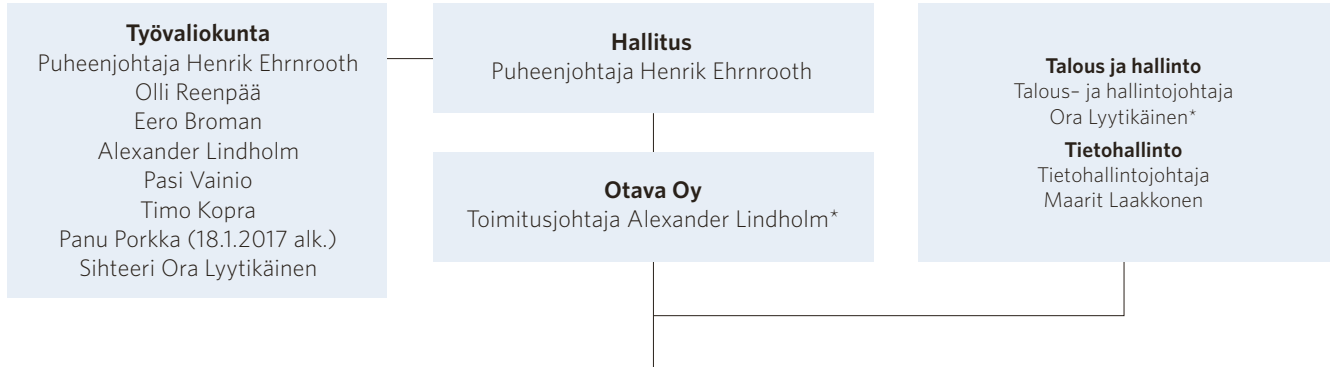 Työvaliokunta
Puheenjohtaja Henrik Ehrnrooth
Olli Reenpää
Eero Broman
Alexander Lindholm
Pasi Vainio
Timo Kopra
Panu Porkka (18.1.2017 alk.)
Sihteeri Ora Lyytikäinen
Hallitus
Puheenjohtaja Henrik Ehrnrooth
Otava Oy
Toimitusjohtaja Alexander Lindholm*
Talous ja hallinto
Talous– ja hallintojohtaja
Ora Lyytikäinen*
Tietohallinto
Tietohallintojohtaja
Maarit Laakkonen